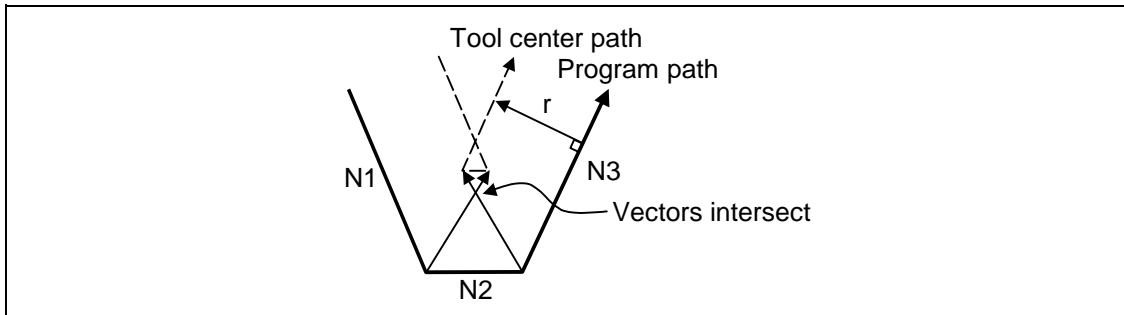 Tool center path
Program path
r
N1
N3
Vectors intersect
N2